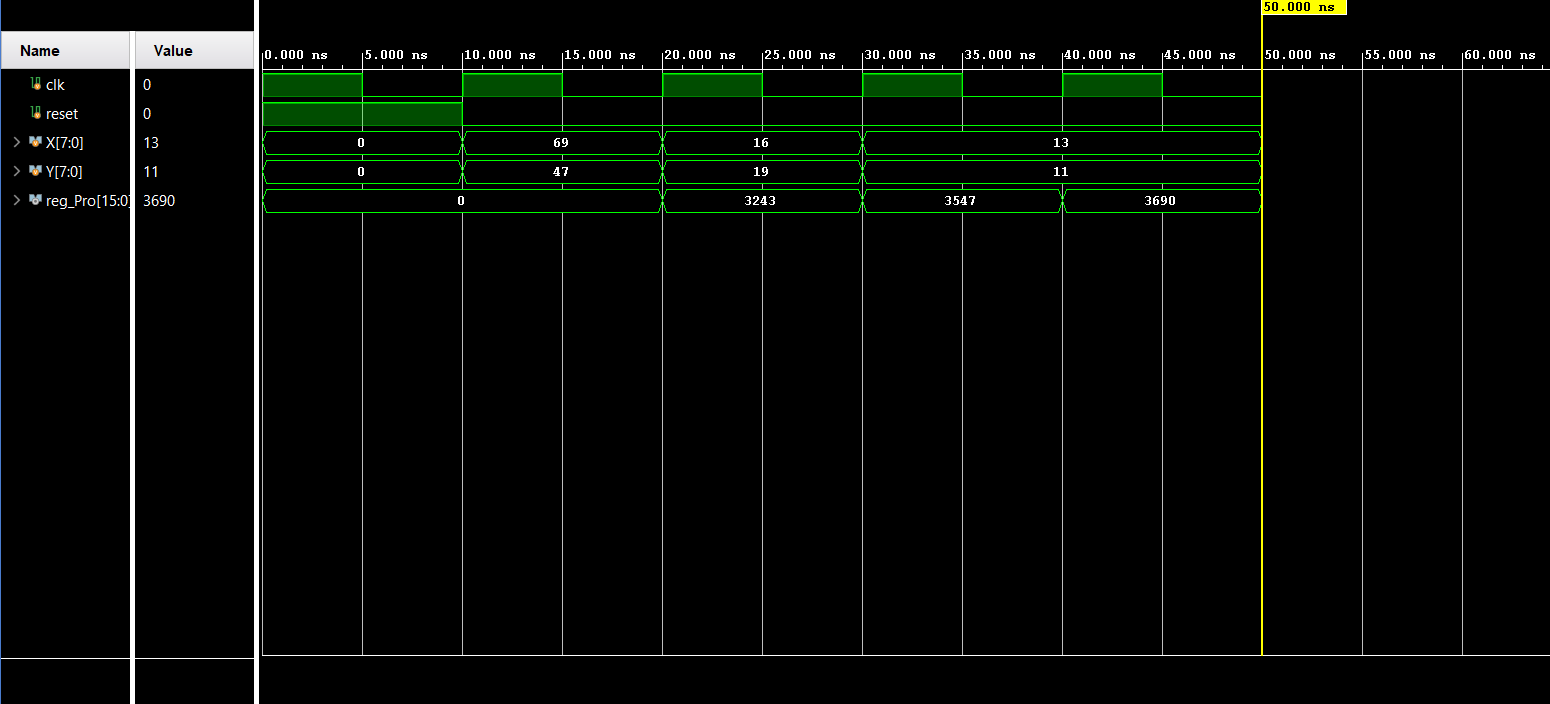 50.000 ns
Name Value
0.000 ns 5.000 ns 10.000 ns 15.000 ns 20.000 ns 25.000 ns 30.000 ns 35.000 ns 40.000 ns 45.000 ns 50.000 ns 55.000 ns 60.000 ns
clk 0
reset 0
X[7:0] 13 0 69 16 13
Y[7:0] 11 0 47 19 11
reg_Pro[15:0] 3690 0 3243 3547 3690